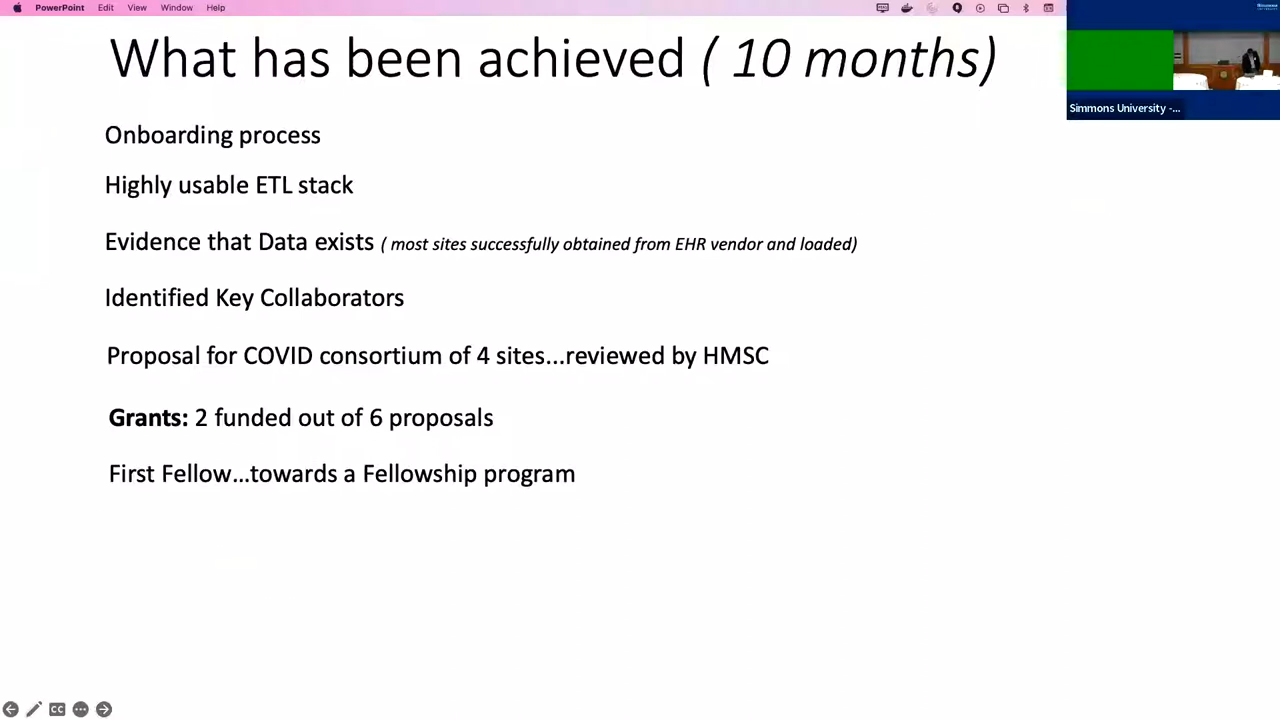 PowerPoint Edit View Window Help
What has been achieved ( 10 months)
Simmons University -...
Onboarding process
Highly usable ETL stack
Evidence that Data exists ( most sites successfully obtained from EHR vendor and loaded)
Identified Key Collaborators
Proposal for COVID consortium of 4 sites...reviewed by HMSC
Grants: 2 funded out of 6 proposals
First Fellow...towards a Fellowship program
CC